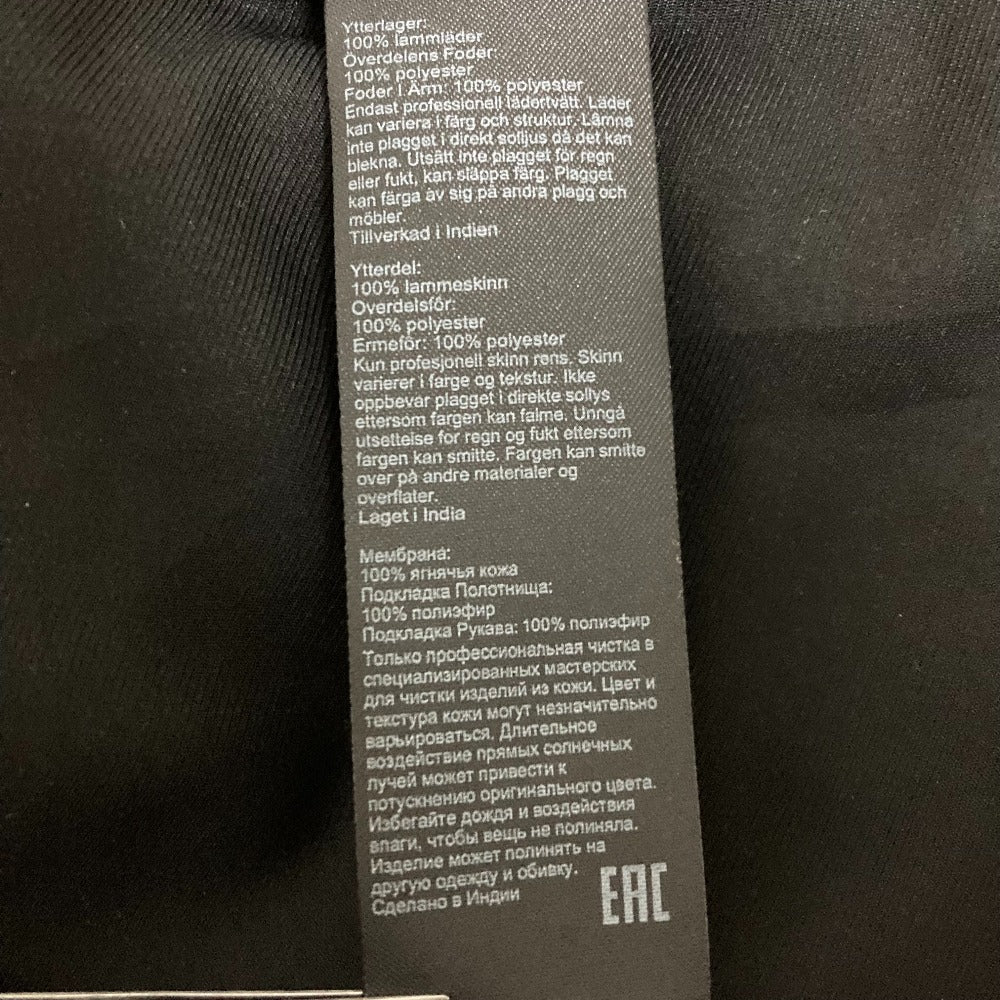 Ytterlager:
100% lammläder
Överdelens Foder:
100% polyester
Foder i Ärm: 100% polyester
Endast professionell lädertvätt. Läder
kan variera i färg och struktur. Lämna
inte plagget i direkt solljus då det kan
blekna. Utsätt inte plagget för regn
eller fukt, kan släppa färg. Plagget
kan färga av sig på andra plagg och
möbler.
Tillverkad i Indien
Ytterdel:
100% lammeskinn
Overdelsfôr:
100% polyester
Ermefôr: 100% polyester
Kun profesjonell skinn rens. Skinn
varierer i farge og tekstur. Ikke
oppbevar plagget i direkte sollys
ettersom fargen kan falme. Unngå
utsettelse for regn og fukt ettersom
fargen kan smitte. Fargen kan smitte
over på andre materialer og
overflater.
Laget i India
Мембрана:
100% ягнячья кожа
Подкладка Полотнища:
100% полиэфир
Подкладка Рукава: 100% полиэфир
Только профессиональная чистка в
специализированных мастерских
для чистки изделий из кожи. Цвет и
текстура кожи могут незначительно
варьироваться. Длительное
воздействие прямых солнечных
лучей может привести к
потускнению оригинального цвета.
Избегайте дождя и воздействия
влаги, чтобы вещь не полиняла.
Изделие может полинять на
другую одежду и обивку.
Сделано в Индии
EAC